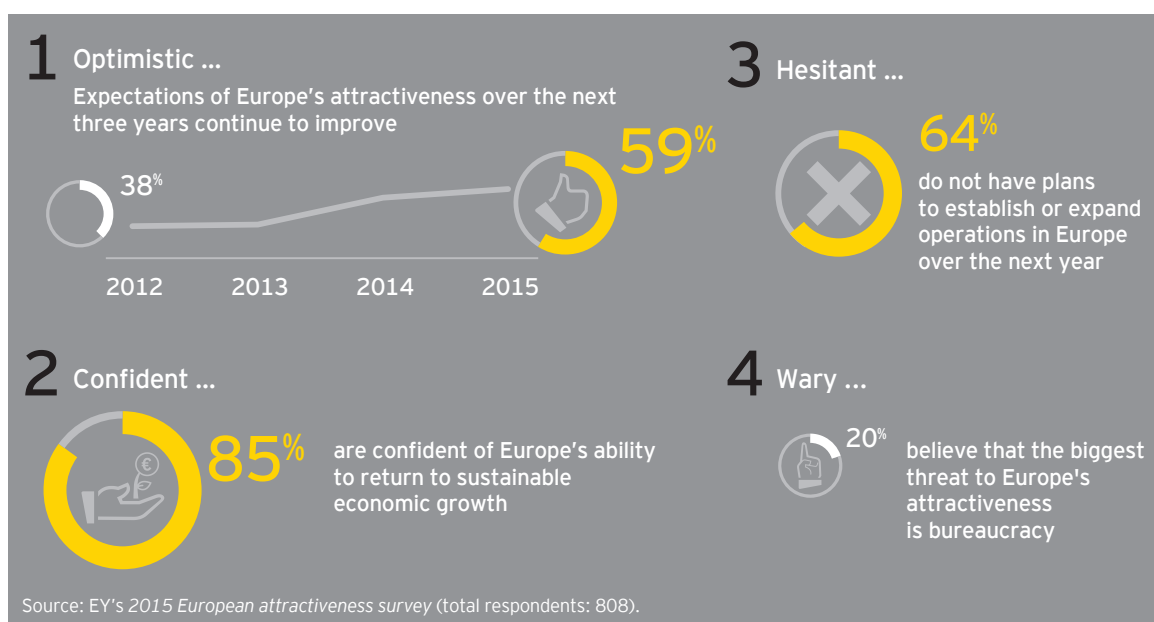 1 Optimistic ...
Expectations of Europe's attractiveness over the next
three years continue to improve
38%
59%
2012 2013 2014 2015
2 Confident ...
€
85%
are confident of Europe's ability
to return to sustainable
economic growth
3 Hesitant ...
64%
do not have plans
to establish or expand
operations in Europe
over the next year
4 Wary ...
20%
believe that the biggest
threat to Europe's
attractiveness
is bureaucracy
Source: EY's 2015 European attractiveness survey (total respondents: 808).